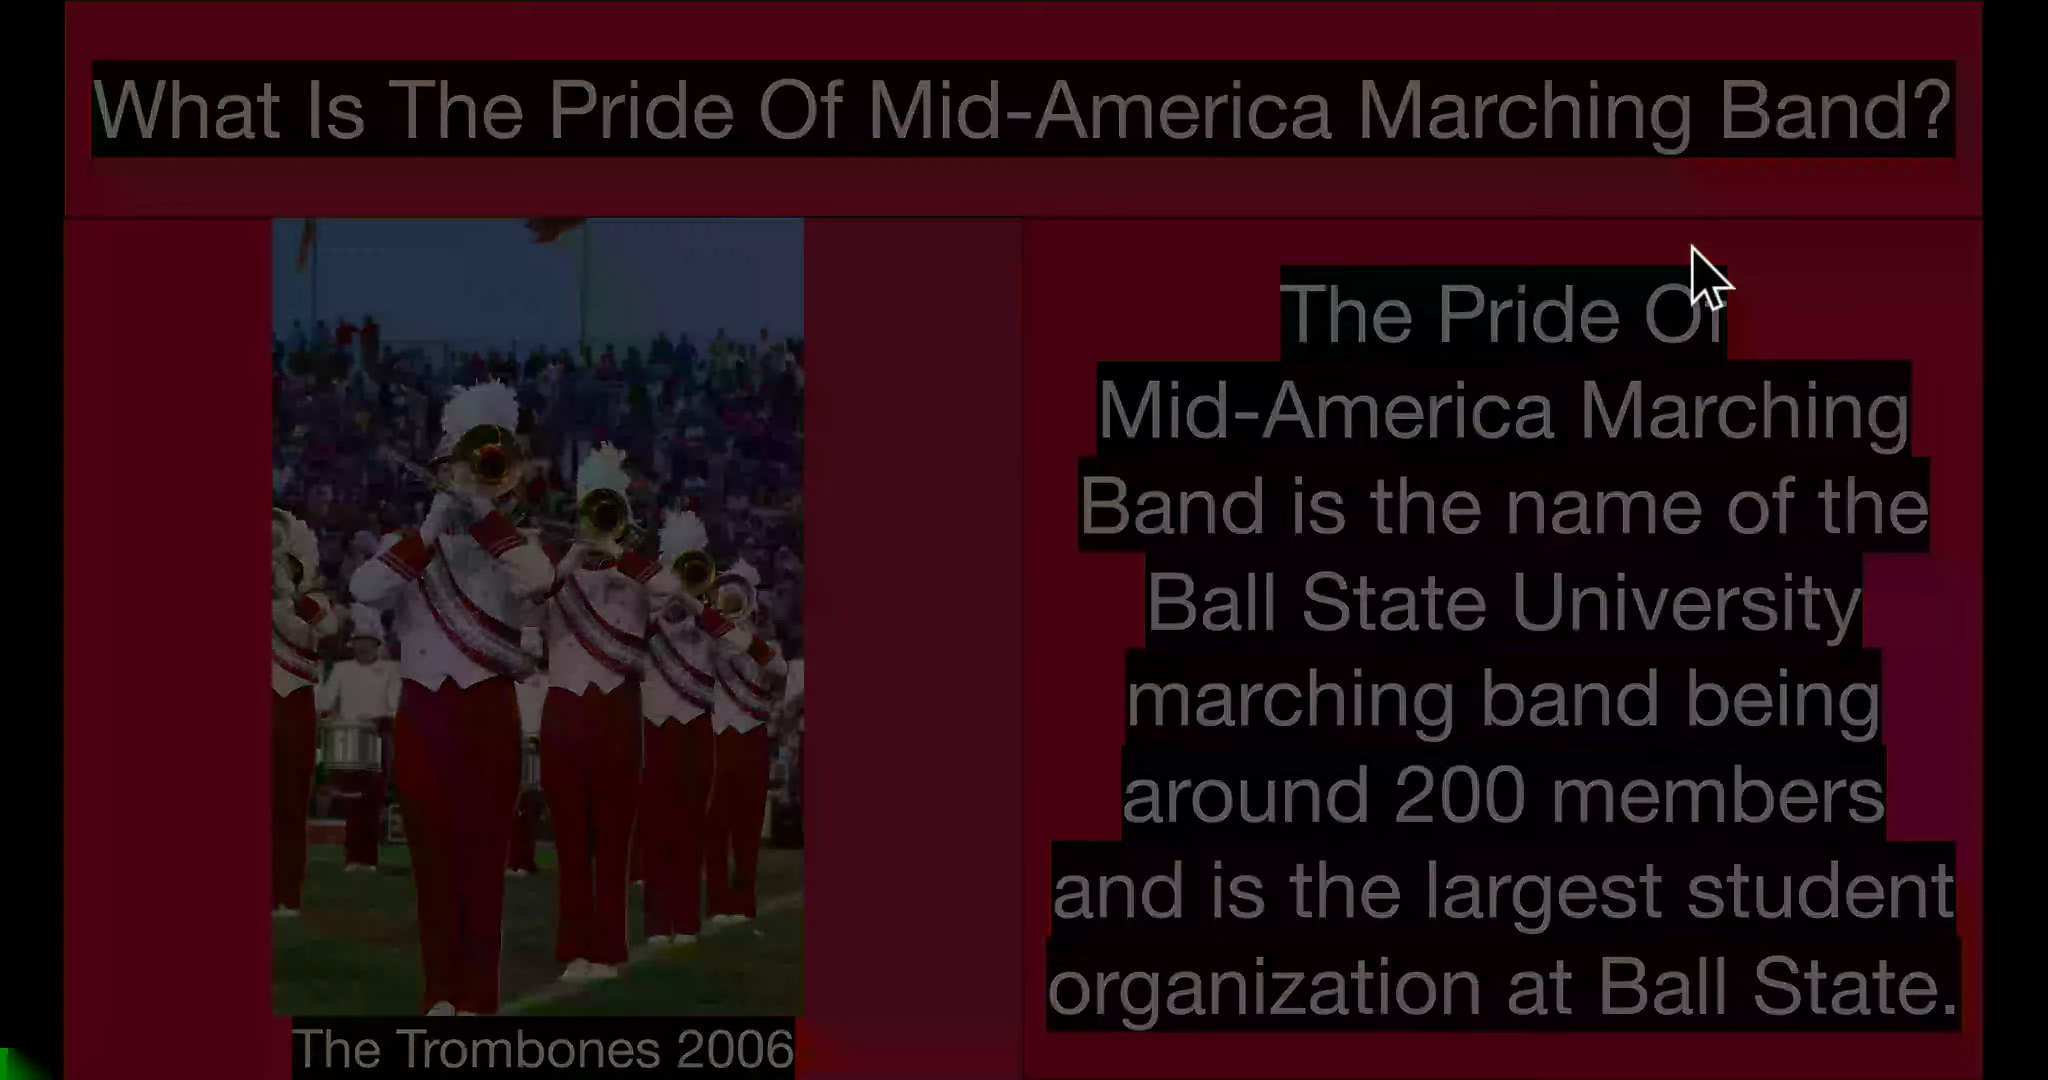 What Is The Pride Of Mid-America Marching Band?
The Pride Of
Mid-America Marching
Band is the name of the
Ball State University
marching band being
around 200 members
and is the largest student
organization at Ball State.
The Trombones 2006